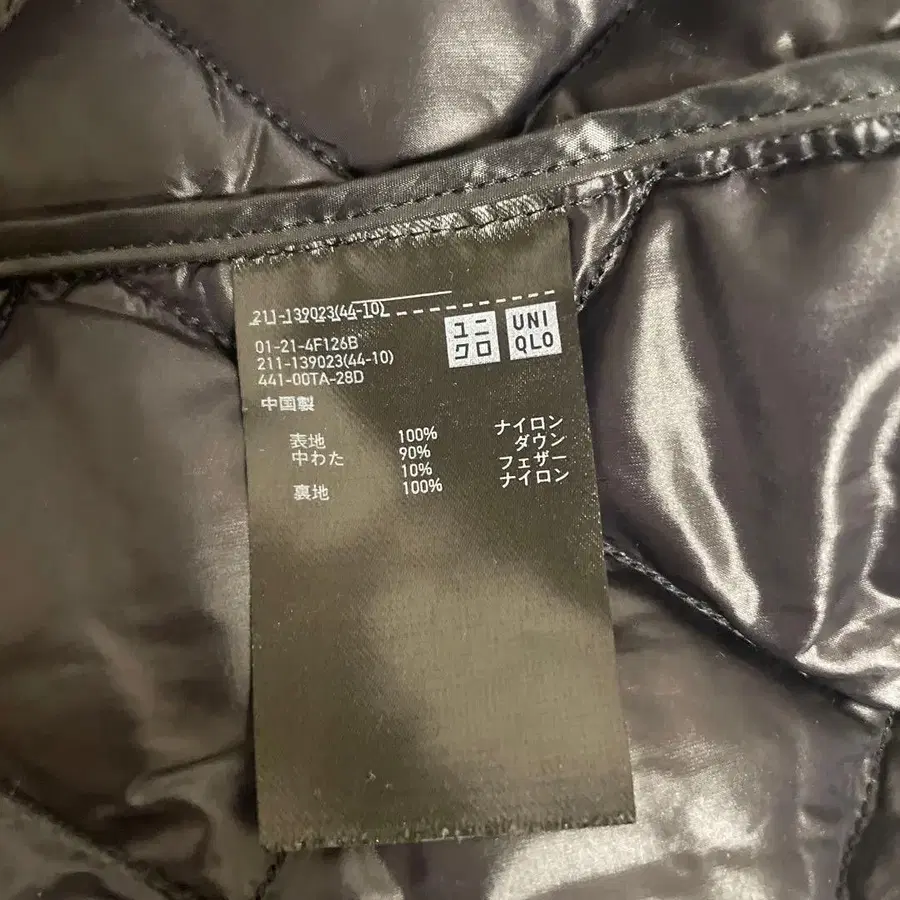 211-139023(44-10)
ユニ
クロ
UNI
QLO
01-21-4F126B
211-139023(44-10)
441-00TA-28D
中国製
表地 100% ナイロン
中わた 90% ダウン
10% フェザー
裏地 100% ナイロン